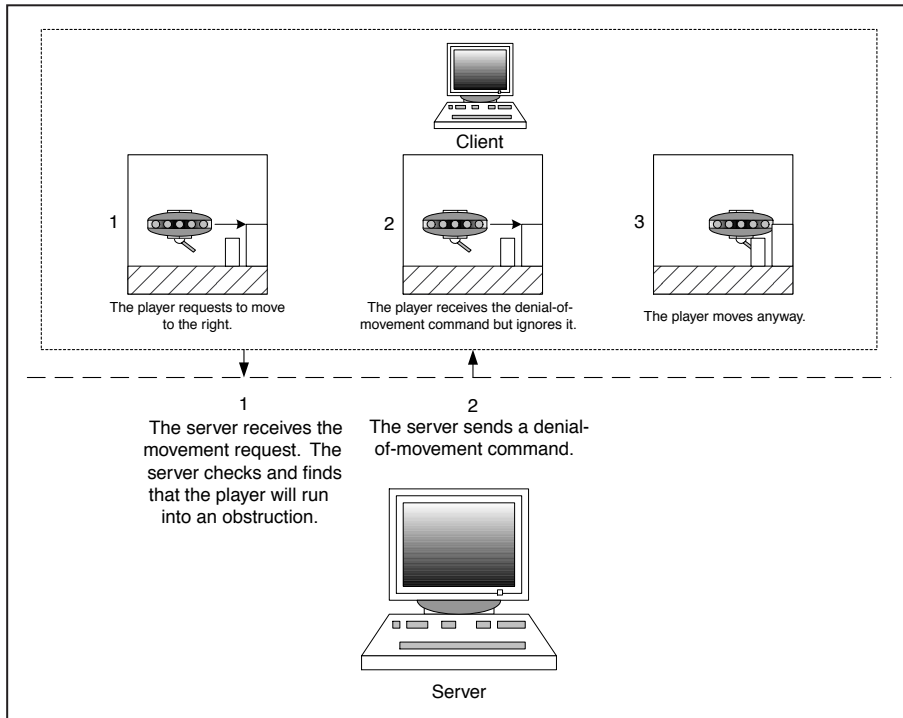 Client
1
2
3
The player requests to move
to the right.
The player receives the denial-of-
movement command but ignores it.
The player moves anyway.
1
The server receives the
movement request. The
server checks and finds
that the player will run
into an obstruction.
2
The server sends a denial-
of-movement command.
Server